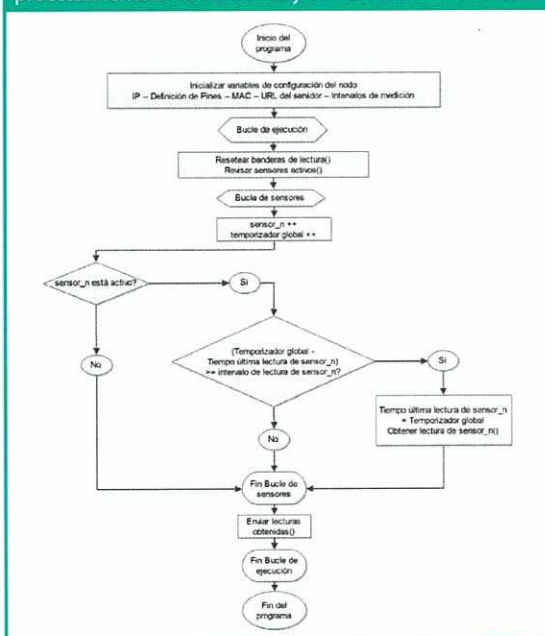 Inicio del
programa
Inicializar variables de configuración del nodo
IP – Definición de Pines – MAC – URL del servidor – Intervalos de medición
Bucle de ejecución
Resetear banderas de lectura()
Revisar sensores activos()
Bucle de sensores
sensor_n ++
temporizador global ++
sensor_n está activo?
Si
No
(Temporizador global -
Tiempo última lectura de sensor_n)
>= intervalo de lectura de sensor_n?
Si
No
Tiempo última lectura de sensor_n
= Temporizador global
Obtener lectura de sensor_n()
Fin Bucle de
sensores
Enviar lecturas
obtenidas()
Fin Bucle de
ejecución
Fin del
programa